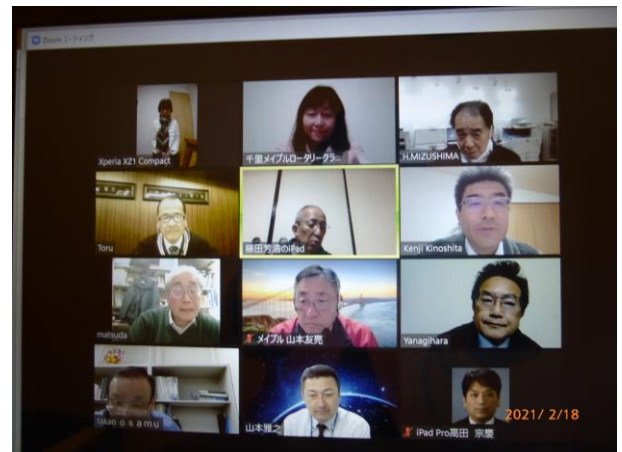 Zoom ミーティング
Xperia XZ1 Compact
千里メイプルロータリークラ...
H.MIZUSHIMA
Toru
藤田芳浩のiPad
Kenji Kinoshita
matsuda
メイプル 山本友亮
Yanagihara
takao o s a m u
山本雅之
iPad Pro高田 宗慶
2021/ 2/18